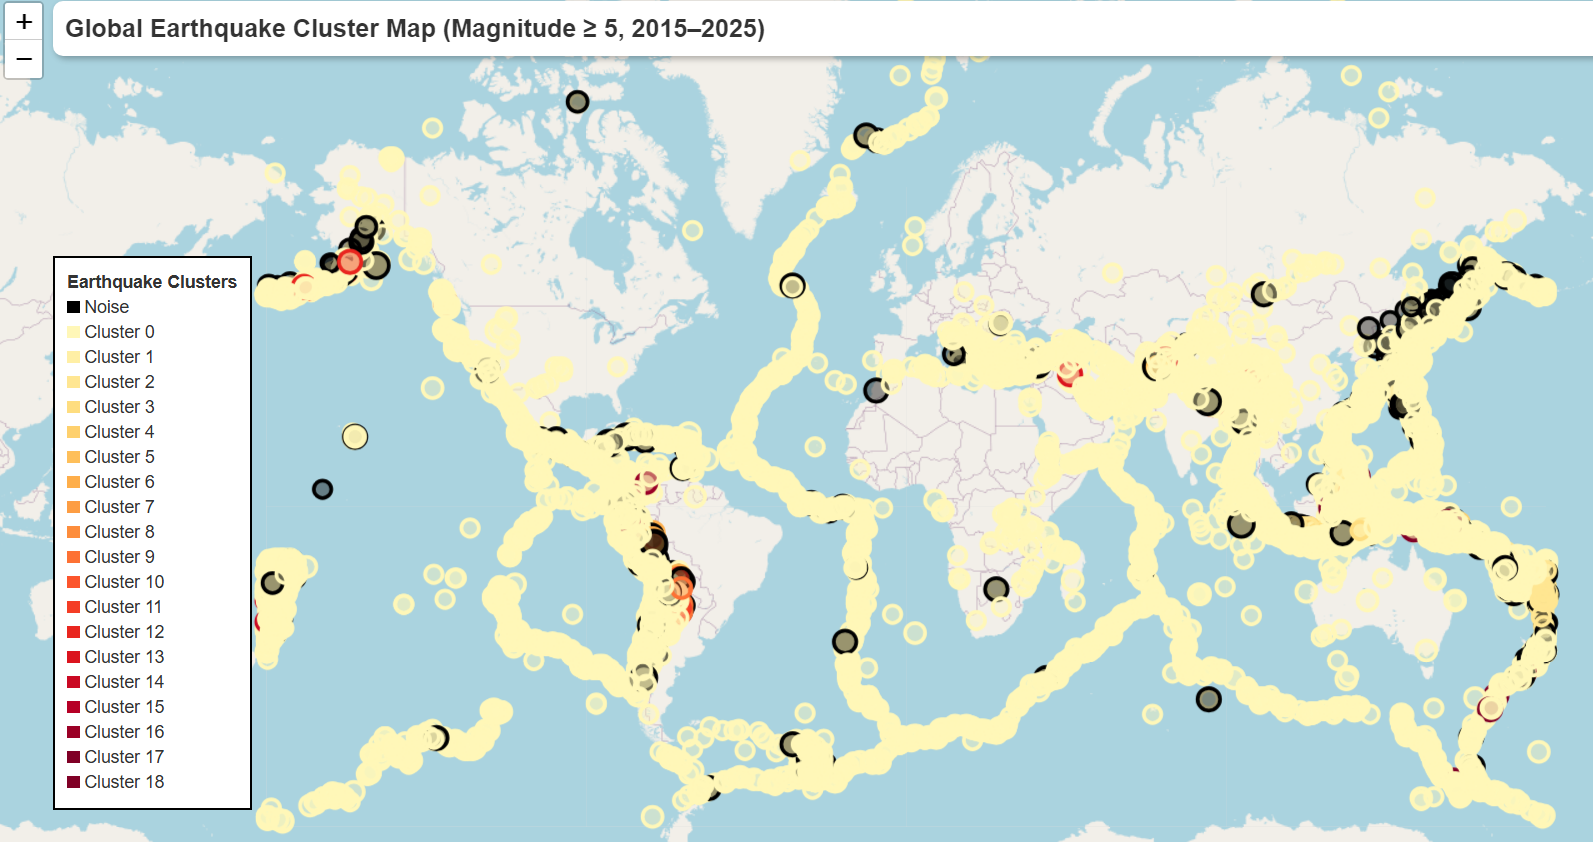 +
−
Global Earthquake Cluster Map (Magnitude ≥ 5, 2015–2025)
Earthquake Clusters
Noise
Cluster 0
Cluster 1
Cluster 2
Cluster 3
Cluster 4
Cluster 5
Cluster 6
Cluster 7
Cluster 8
Cluster 9
Cluster 10
Cluster 11
Cluster 12
Cluster 13
Cluster 14
Cluster 15
Cluster 16
Cluster 17
Cluster 18